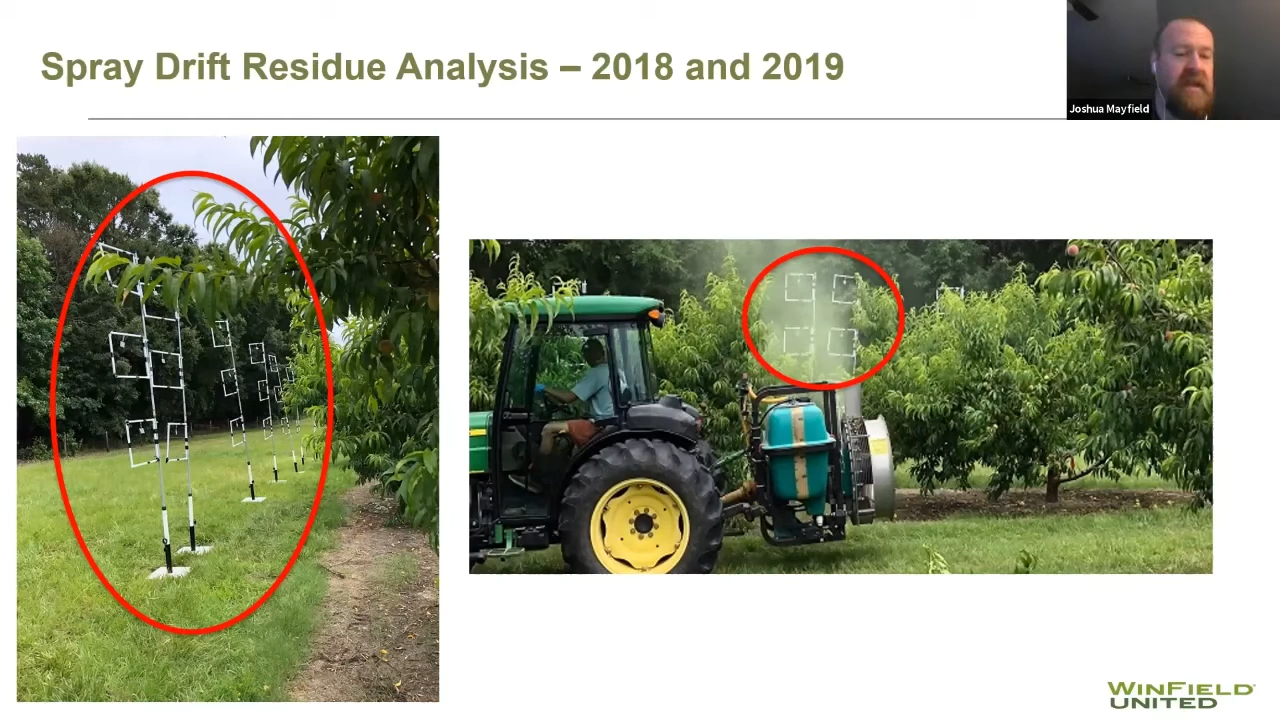 Spray Drift Residue Analysis – 2018 and 2019
Joshua Mayfield
WINFIELD
UNITED